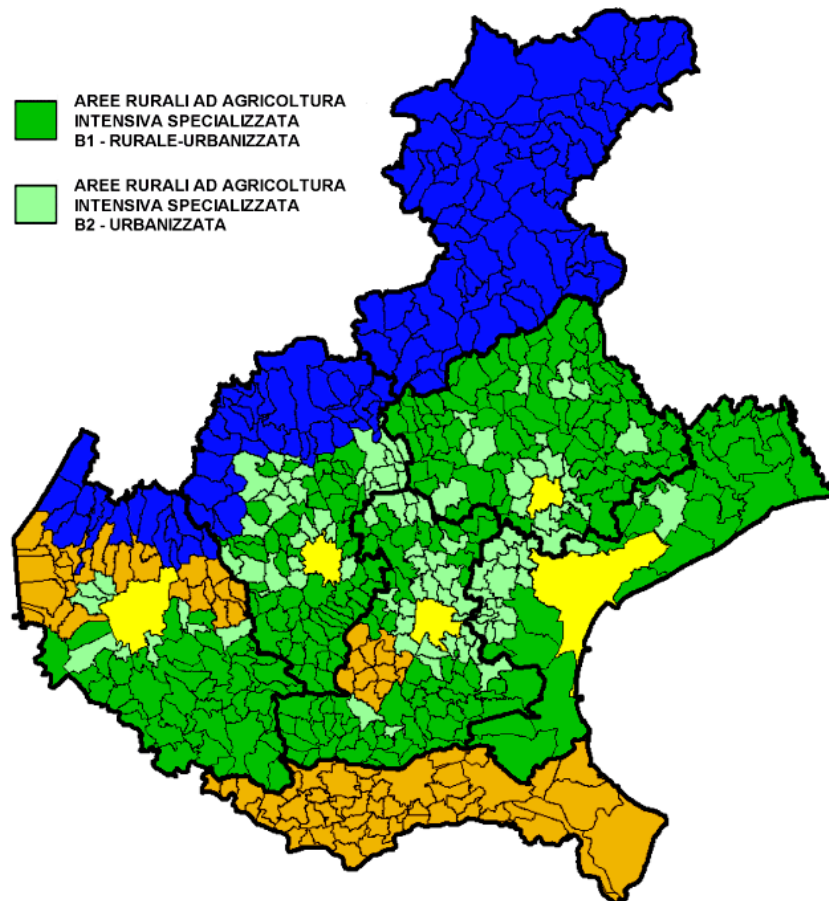 AREE RURALI AD AGRICOLTURA
INTENSIVA SPECIALIZZATA
B1 - RURALE-URBANIZZATA
AREE RURALI AD AGRICOLTURA
INTENSIVA SPECIALIZZATA
B2 - URBANIZZATA